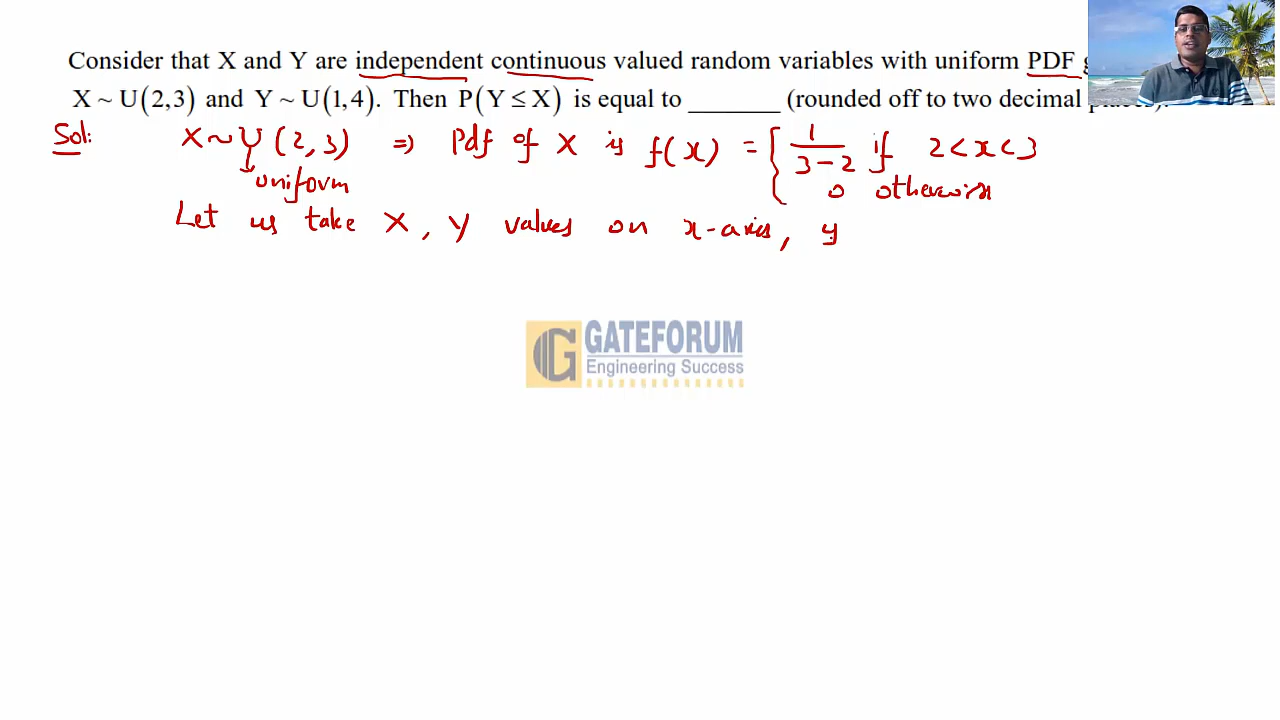 Consider that X and Y are independent continuous valued random variables with uniform PDF
X ~ U(2,3) and Y ~ U(1,4). Then P(Y ≤ X) is equal to ________ (rounded off to two decimal
Sol: X~U(2,3) ⇒ Pdf of X is f(x) = { 1/(3-2) if 2<x<3
uniform 0 otherwise
Let us take X, Y values on x-axis, y
GATEFORUM
Engineering Success